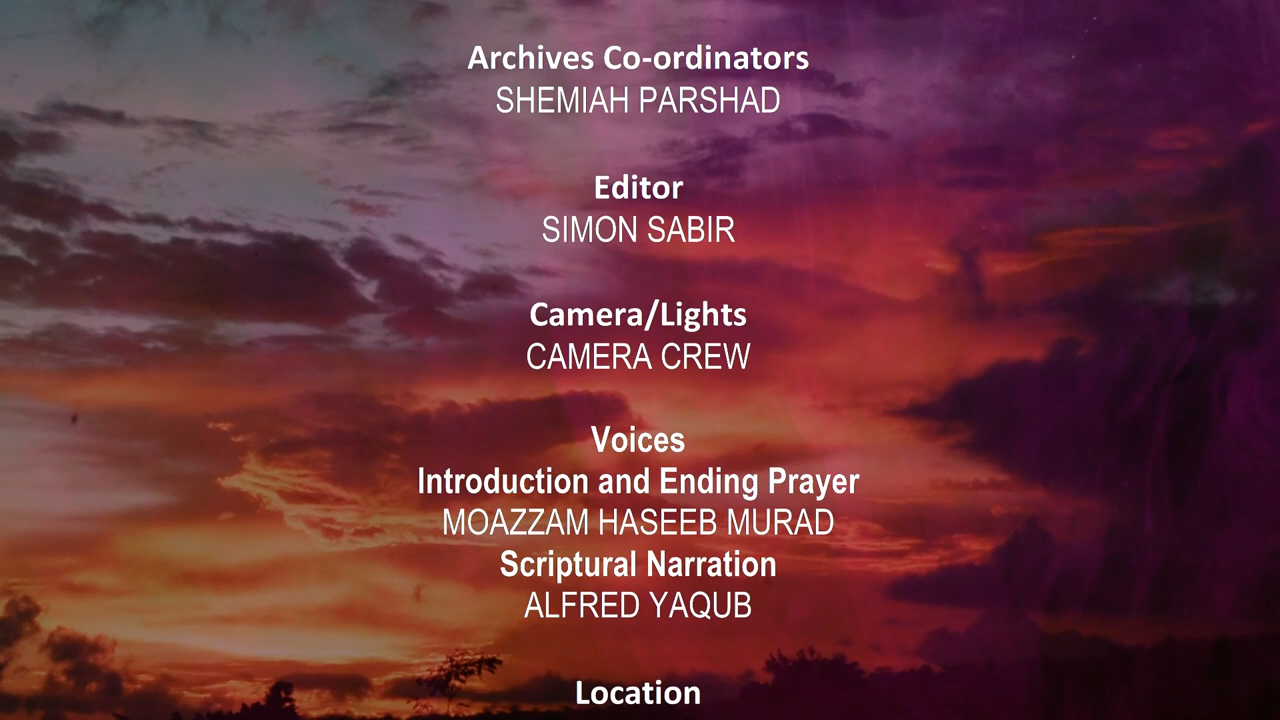 Archives Co-ordinators
SHEMIAH PARSHAD
Editor
SIMON SABIR
Camera/Lights
CAMERA CREW
Voices
Introduction and Ending Prayer
MOAZZAM HASEEB MURAD
Scriptural Narration
ALFRED YAQUB
Location